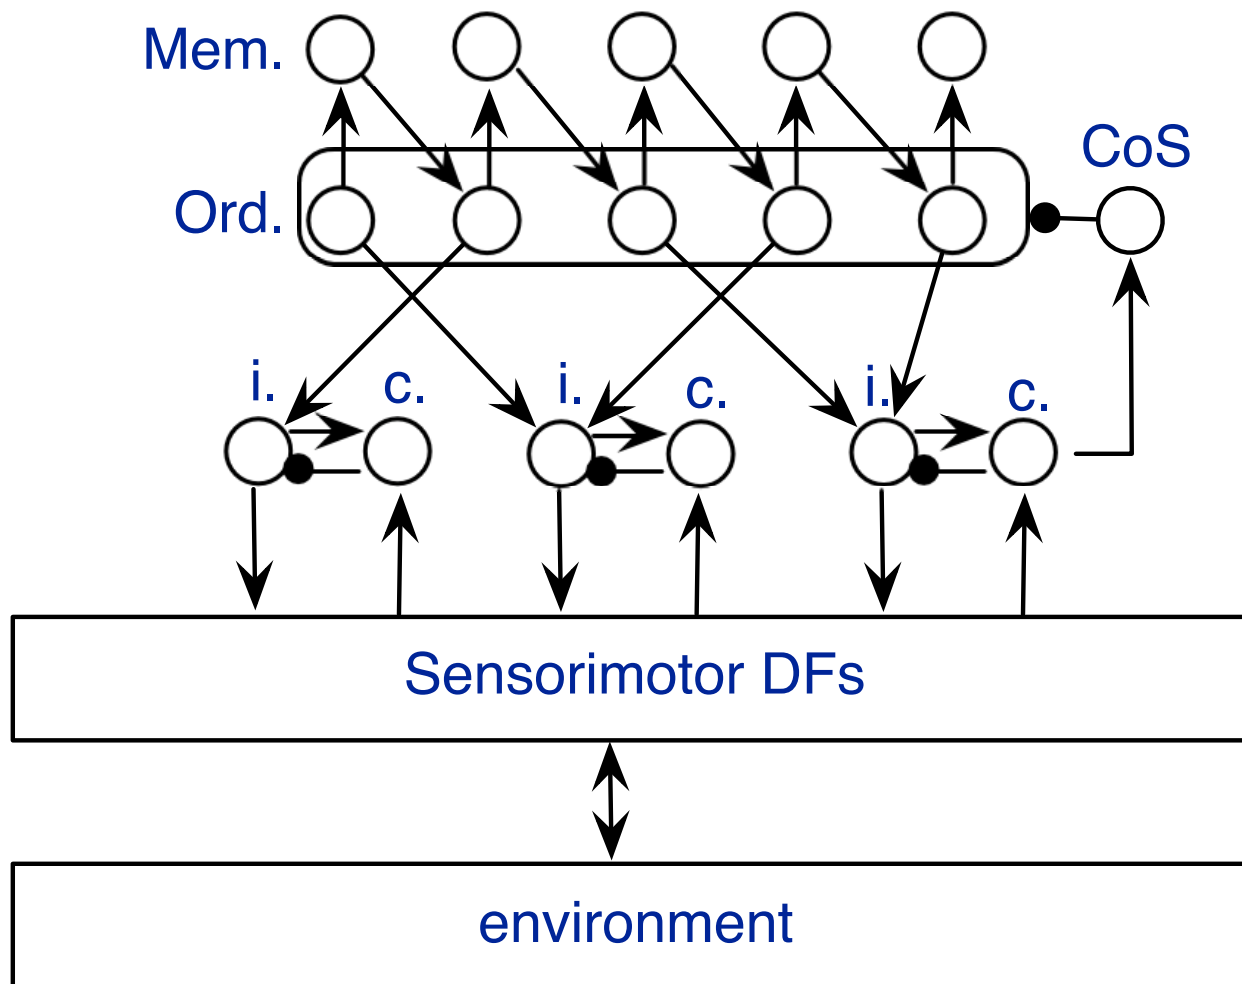 Mem.
CoS
Ord.
i.
c.
i.
c.
i.
c.
Sensorimotor DFs
environment